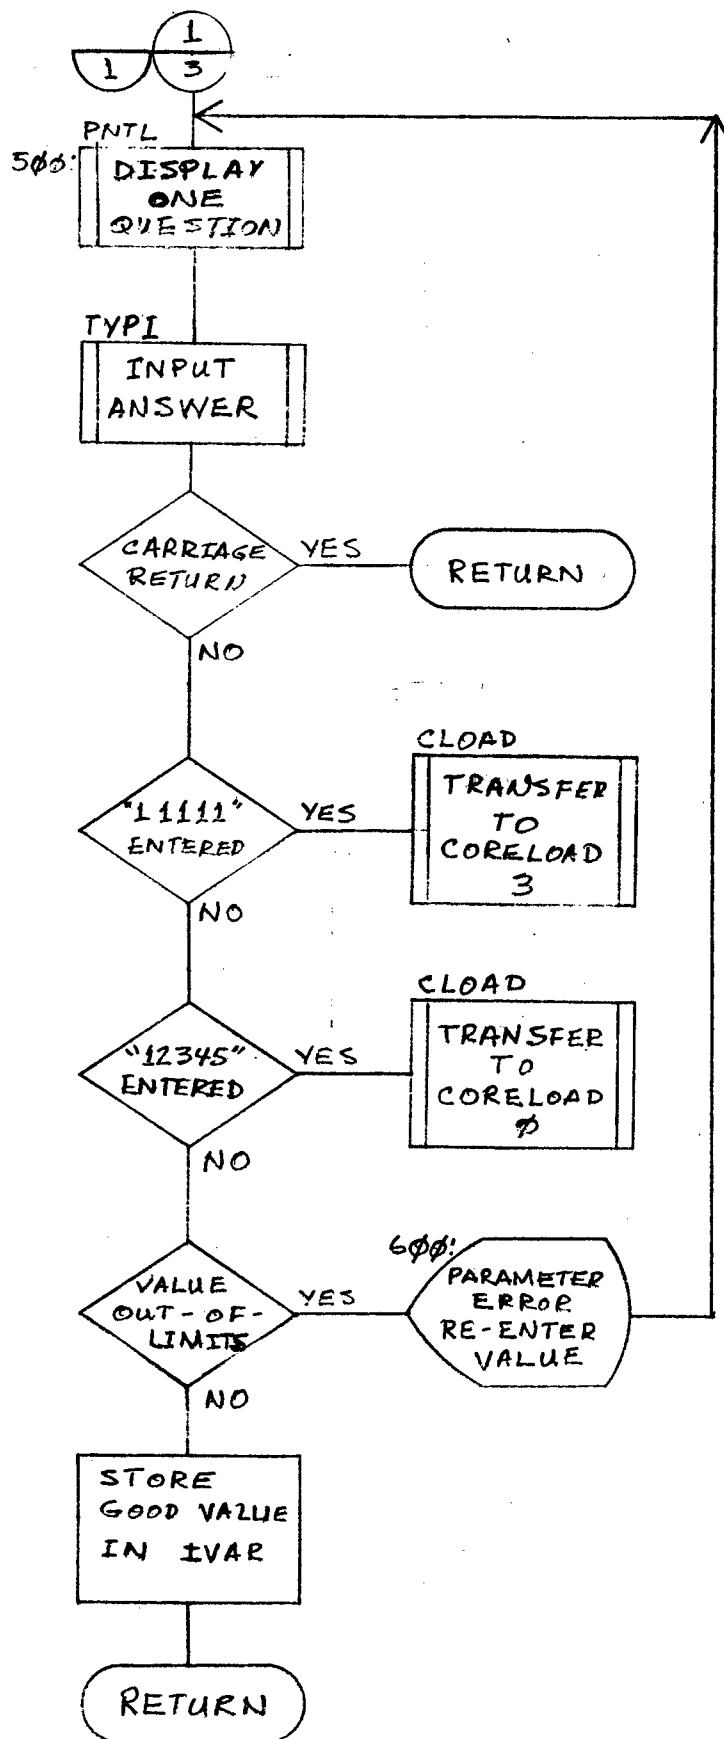 1
1
3
PNTL
5ØØ:
DISPLAY
ONE
QUESTION
TYPI
INPUT
ANSWER
CARRIAGE
RETURN
YES
RETURN
NO
CLOAD
"11111"
ENTERED
YES
TRANSFER
TO
CORELOAD
3
NO
CLOAD
"12345"
ENTERED
YES
TRANSFER
TO
CORELOAD
Ø
NO
6ØØ:
VALUE
OUT-OF-
LIMITS
YES
PARAMETER
ERROR
RE-ENTER
VALUE
NO
STORE
GOOD VALUE
IN IVAR
RETURN